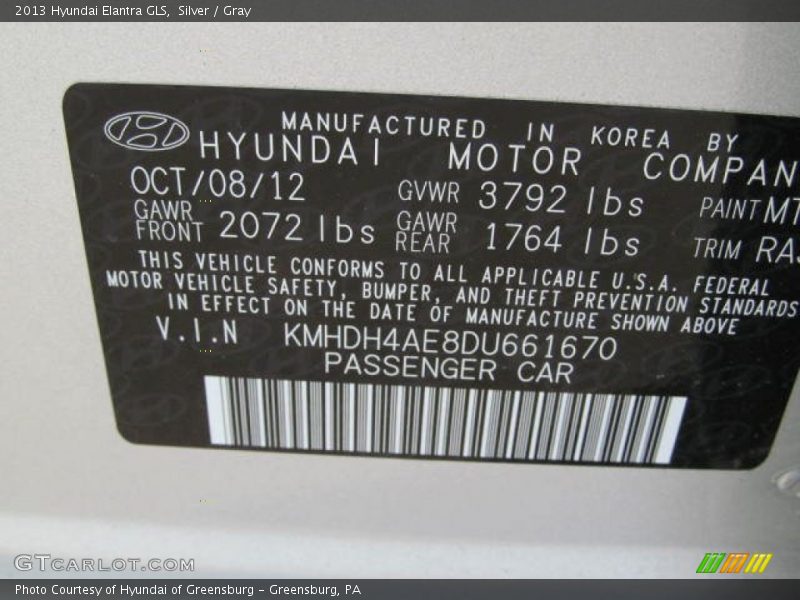 2013 Hyundai Elantra GLS, Silver / Gray
MANUFACTURED IN KOREA BY
HYUNDAI MOTOR
OCT/08/12 GVWR 3792 lbs PAINT
GAWR FRONT 2072 lbs GAWR REAR 1764 lbs TRIM
THIS VEHICLE CONFORMS TO ALL APPLICABLE U.S.A. FEDERAL
MOTOR VEHICLE SAFETY, BUMPER, AND THEFT PREVENTION STANDARDS
IN EFFECT ON THE DATE OF MANUFACTURE SHOWN ABOVE
V.I.N KMHDH4AE8DU661670
PASSENGER CAR
GTCARLOT.COM
Photo Courtesy of Hyundai of Greensburg - Greensburg, PA